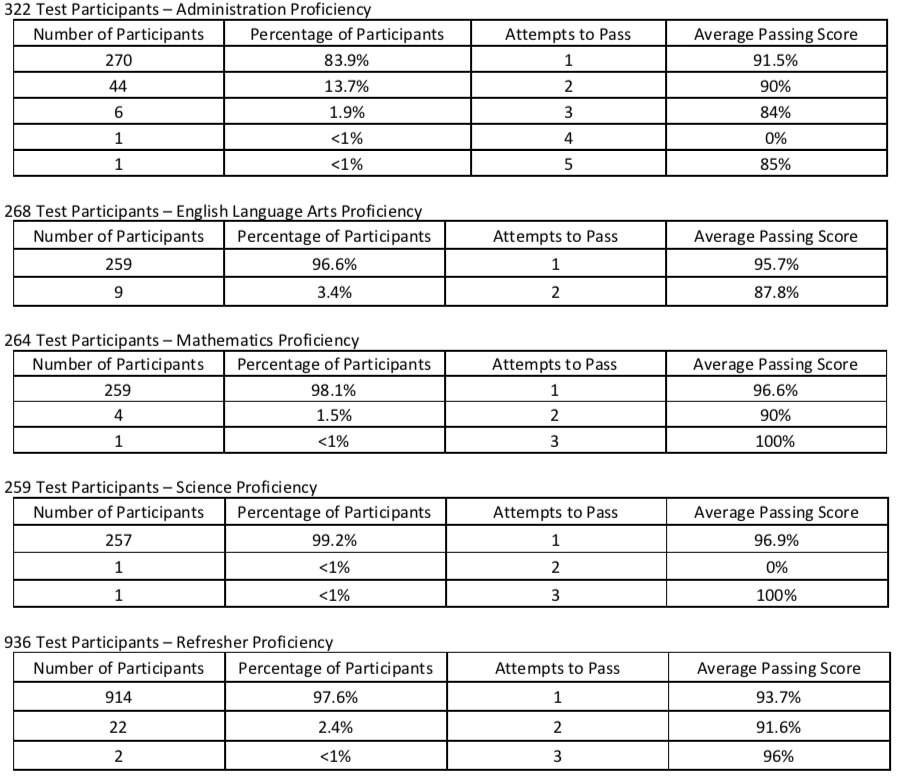 322 Test Participants – Administration Proficiency
Number of Participants Percentage of Participants Attempts to Pass Average Passing Score
270 83.9% 1 91.5%
44 13.7% 2 90%
6 1.9% 3 84%
1 <1% 4 0%
1 <1% 5 85%
268 Test Participants – English Language Arts Proficiency
Number of Participants Percentage of Participants Attempts to Pass Average Passing Score
259 96.6% 1 95.7%
9 3.4% 2 87.8%
264 Test Participants – Mathematics Proficiency
Number of Participants Percentage of Participants Attempts to Pass Average Passing Score
259 98.1% 1 96.6%
4 1.5% 2 90%
1 <1% 3 100%
259 Test Participants – Science Proficiency
Number of Participants Percentage of Participants Attempts to Pass Average Passing Score
257 99.2% 1 96.9%
1 <1% 2 0%
1 <1% 3 100%
936 Test Participants – Refresher Proficiency
Number of Participants Percentage of Participants Attempts to Pass Average Passing Score
914 97.6% 1 93.7%
22 2.4% 2 91.6%
2 <1% 3 96%